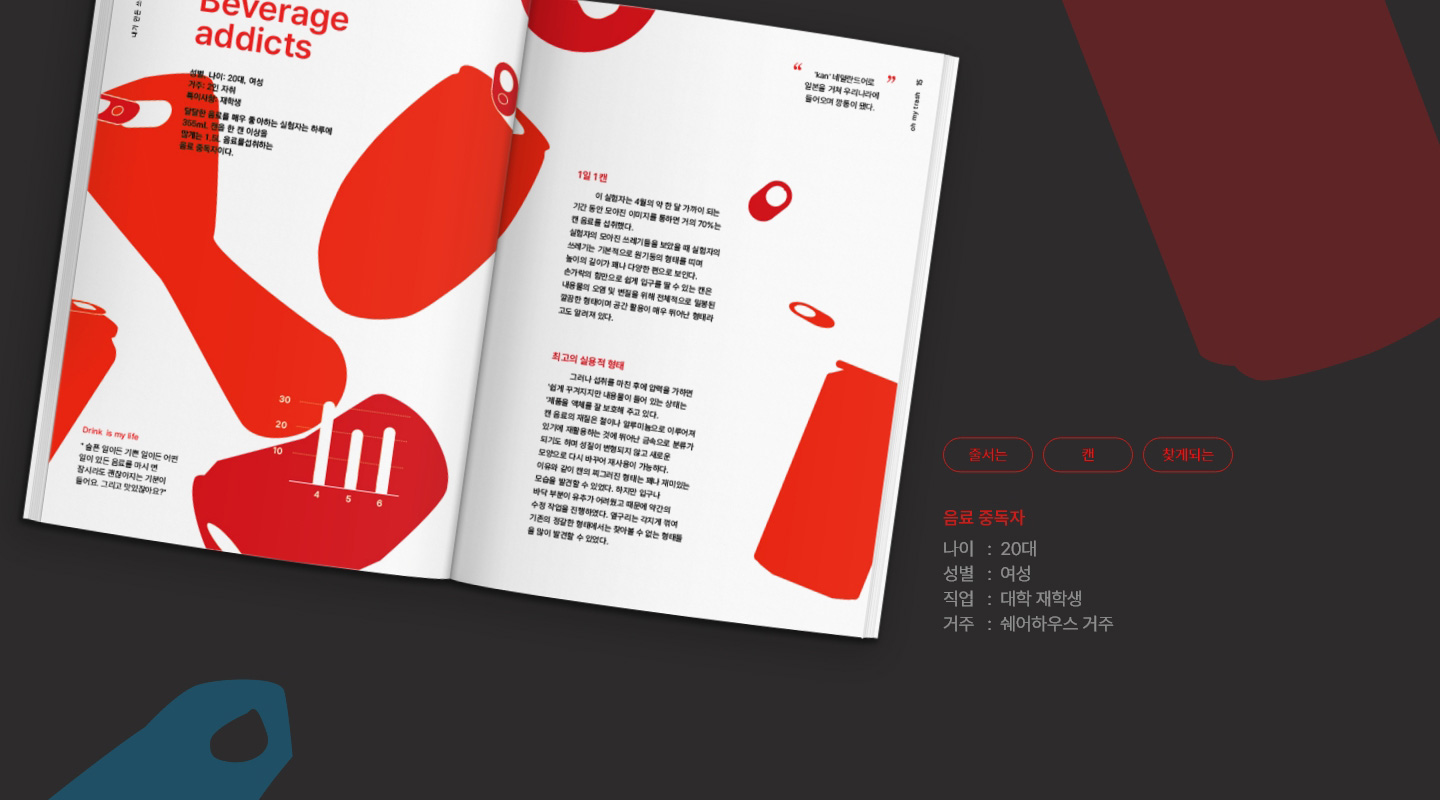 Beverage
addicts
성별, 나이: 20대, 여성
거주: 2인 자취
특이사항: 재학생
달달한 음료를 매우 좋아하는 실험자는 하루에
355mL 캔을 한 캔 이상을
많게는 1.5L 음료를섭취하는
음료 중독자이다.
30
20
10
4
5
6
Drink is my life
" 슬픈 일이든 기쁜 일이든 어떤
일이 있든 음료를 마시 면
잠시라도 괜찮아지는 기분이
들어요. 그리고 맛있잖아요?"
“ 'kan' 네덜란드어로 ”
일본을 거쳐 우리나라에
들어오며 깡통이 됐다.
oh my trash
1일 1캔
이 실험자는 4월의 약 한 달 가까이 되는
기간 동안 모아진 이미지를 통하면 거의 70%는
캔 음료를 섭취했다.
실험자의 모아진 쓰레기들을 보았을 때 실험자의
쓰레기는 기본적으로 원기둥의 형태를 띠며
높이의 길이가 꽤나 다양한 편으로 보인다.
손가락의 힘만으로 쉽게 입구를 딸 수 있는 캔은
내용물의 오염 및 변질을 위해 전체적으로 밀봉된
깔끔한 형태이며 공간 활용이 매우 뛰어난 형태라
고도 알려져 있다.
최고의 실용적 형태
그러나 섭취를 마친 후에 압력을 가하면
쉽게 꾸겨지지만 내용물이 들어 있는 상태는
제품을 액체를 잘 보호해 주고 있다.
캔 음료의 재질은 철이나 알루미늄으로 이루어져
있기에 재활용하는 것에 뛰어난 금속으로 분류가
되기도 하며 성질이 변형되지 않고 새로운
모양으로 다시 바꾸어 재사용이 가능하다.
이유와 같이 캔의 찌그러진 형태는 꽤나 재미있는
모습을 발견할 수 있었다. 하지만 입구나
바닥 부분이 유추가 어려웠고 때문에 약간의
수정 작업을 진행하였다. 옆구리는 각지게 꺾여
기존의 정갈한 형태에서는 찾아볼 수 없는 형태들
을 많이 발견할 수 있었다.
줄서는
캔
찾게되는
음료 중독자
나이 : 20대
성별 : 여성
직업 : 대학 재학생
거주 : 쉐어하우스 거주